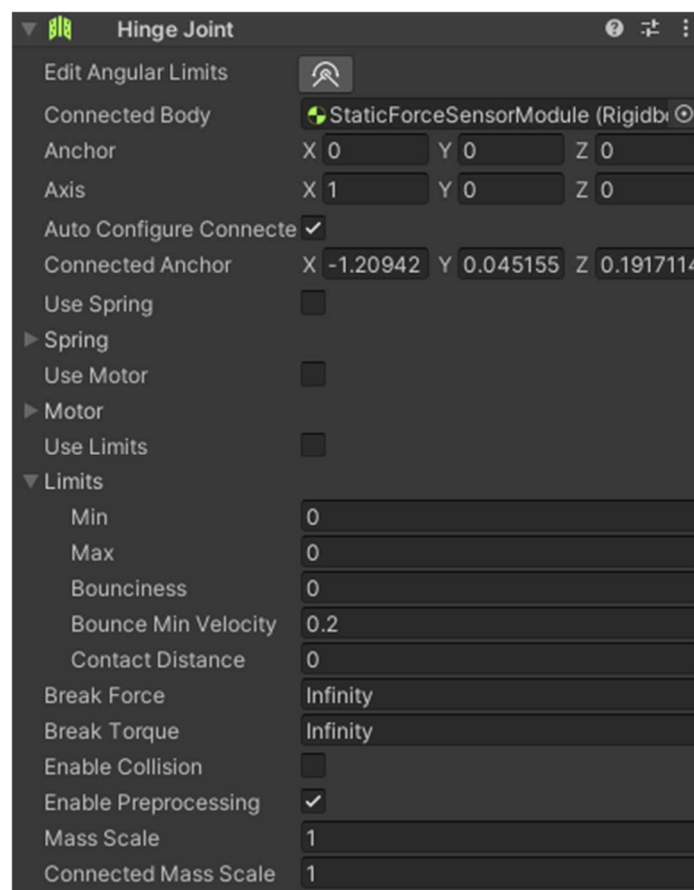 Hinge Joint
Edit Angular Limits
Connected Body StaticForceSensorModule (Rigidb
Anchor X 0 Y 0 Z 0
Axis X 1 Y 0 Z 0
Auto Configure Connecte
Connected Anchor X -1.20942 Y 0.045155 Z 0.1917114
Use Spring
Spring
Use Motor
Motor
Use Limits
Limits
Min 0
Max 0
Bounciness 0
Bounce Min Velocity 0.2
Contact Distance 0
Break Force Infinity
Break Torque Infinity
Enable Collision
Enable Preprocessing
Mass Scale 1
Connected Mass Scale 1